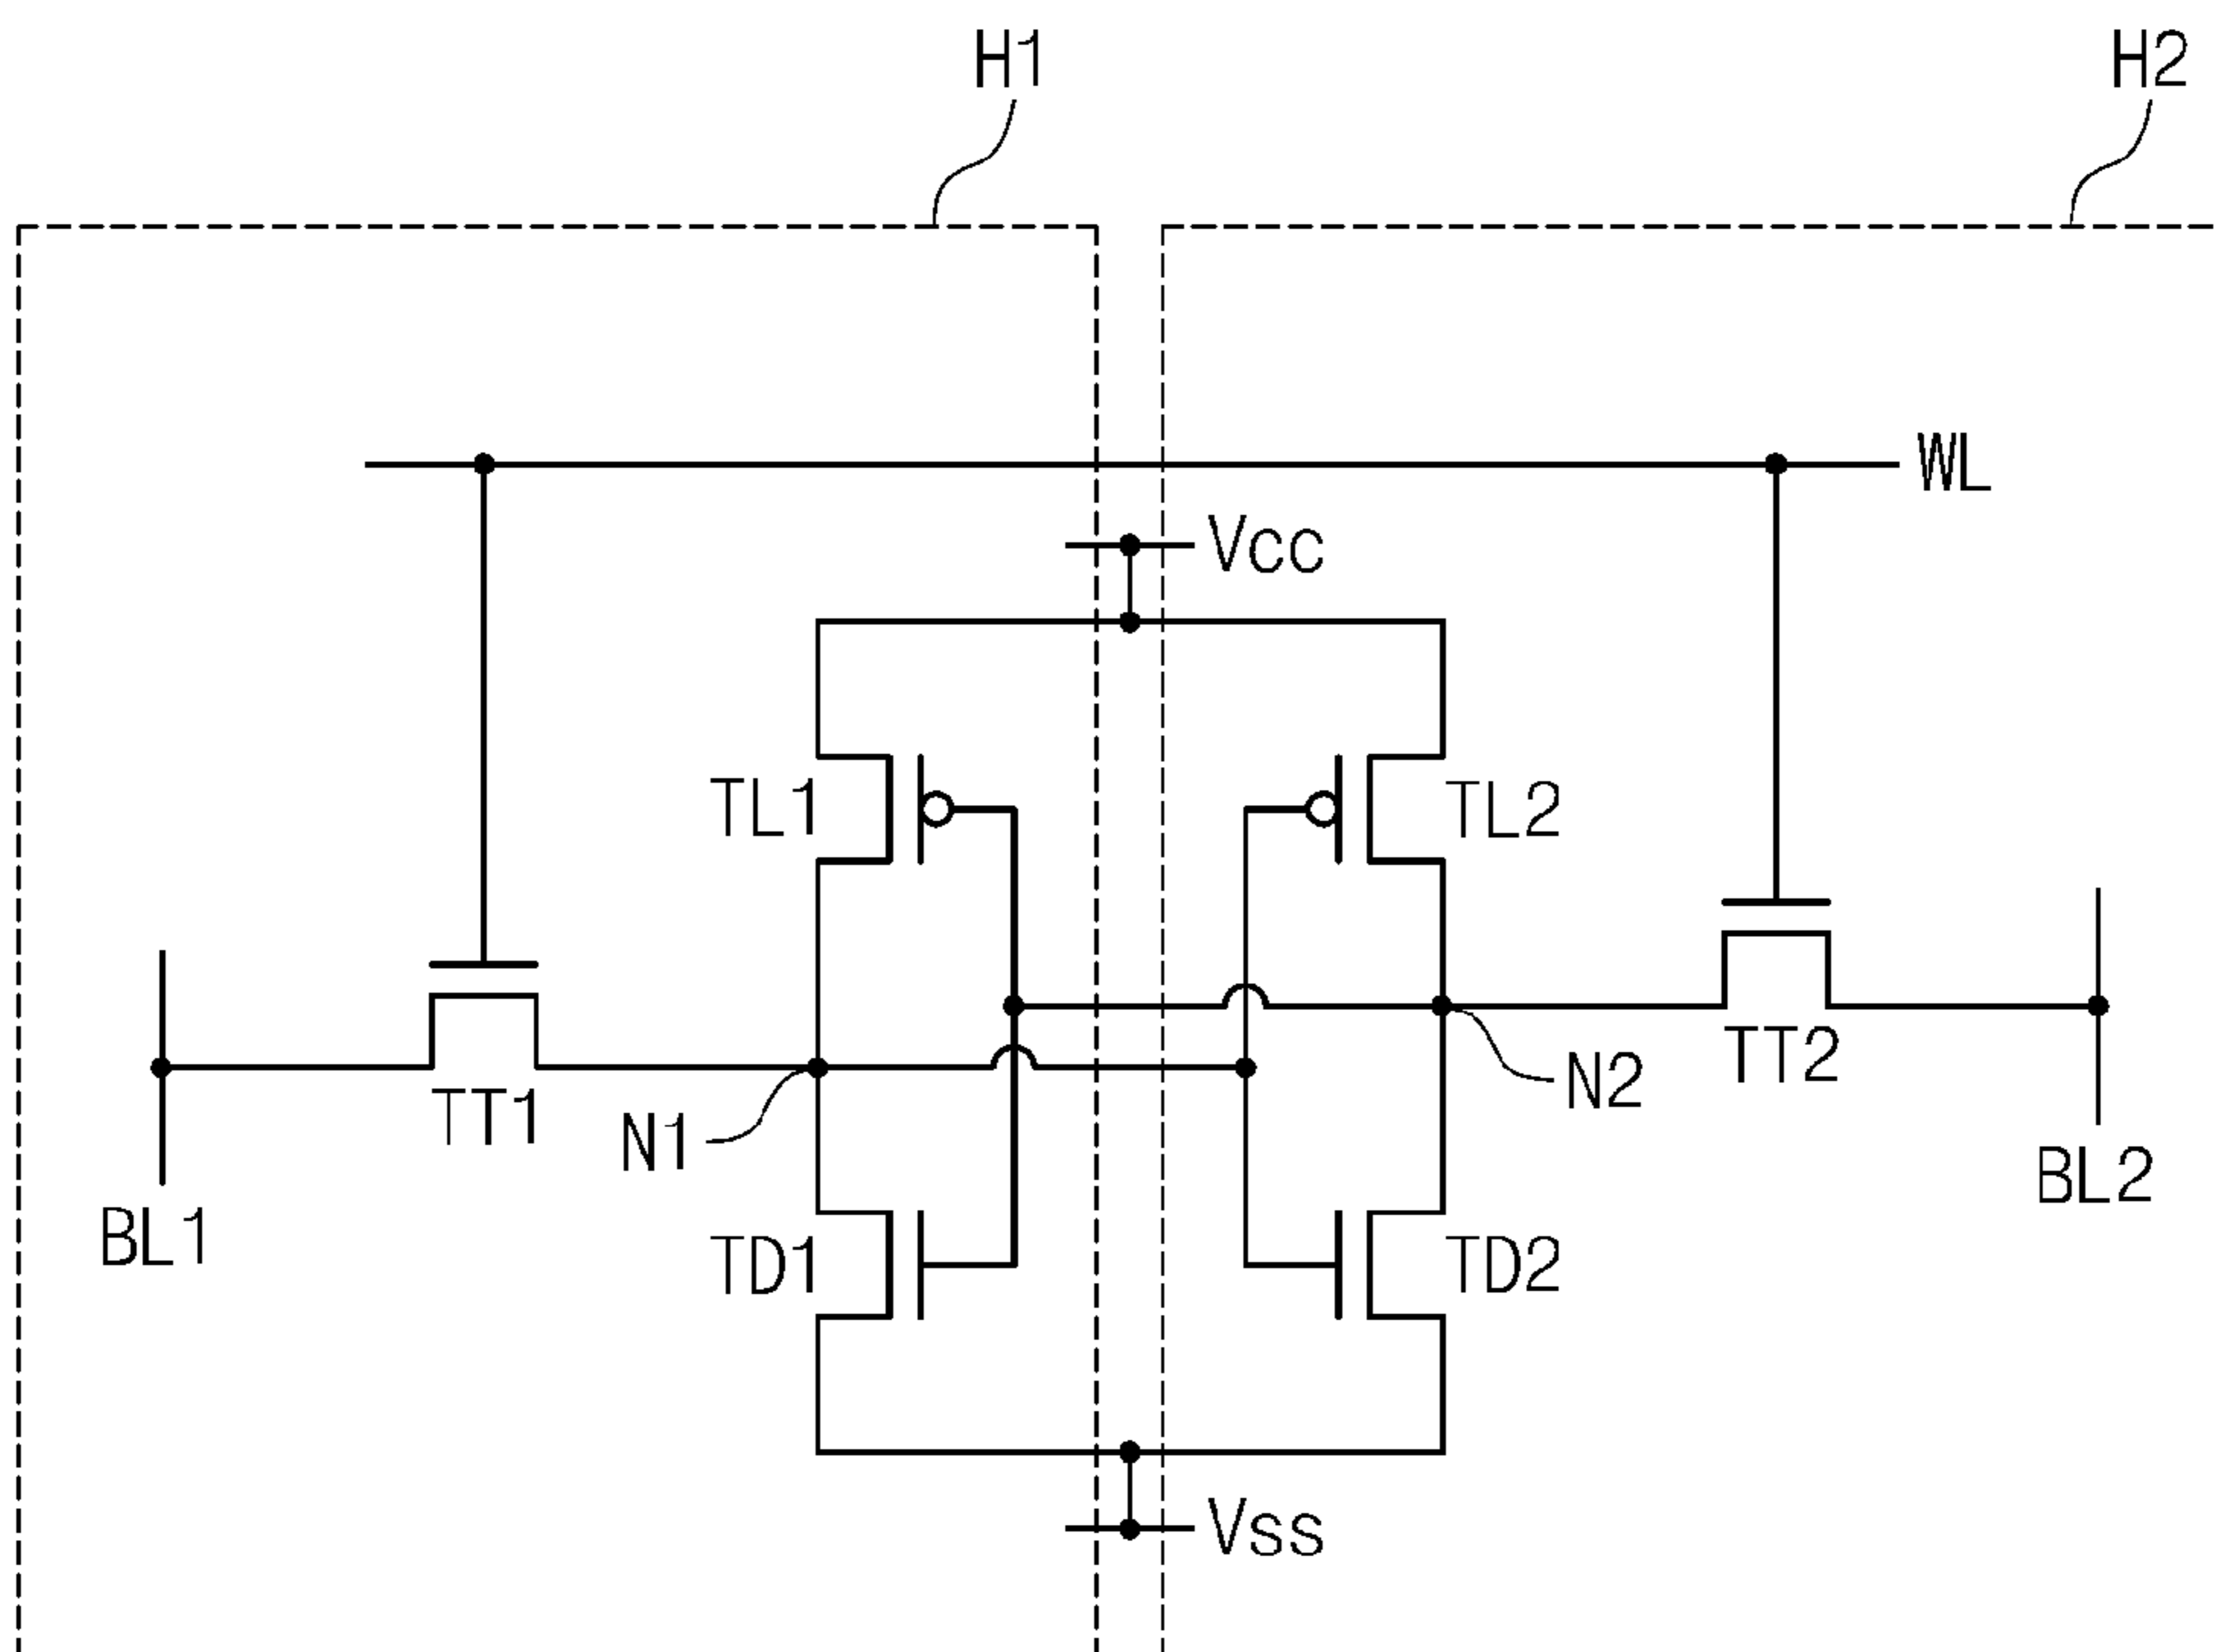 H1
H2
WL
Vcc
TL1
TL2
TT1
N1
N2
TT2
BL1
TD1
TD2
BL2
Vss